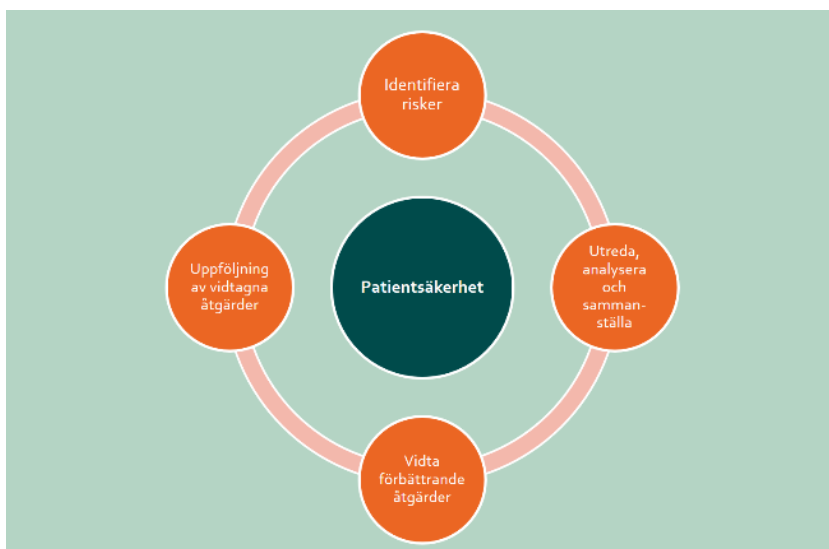 Identifiera
risker
Utreda,
analysera
och
samman-
ställa
Vidta
förbättrande
åtgärder
Uppföljning
av vidtagna
åtgärder
Patientsäkerhet